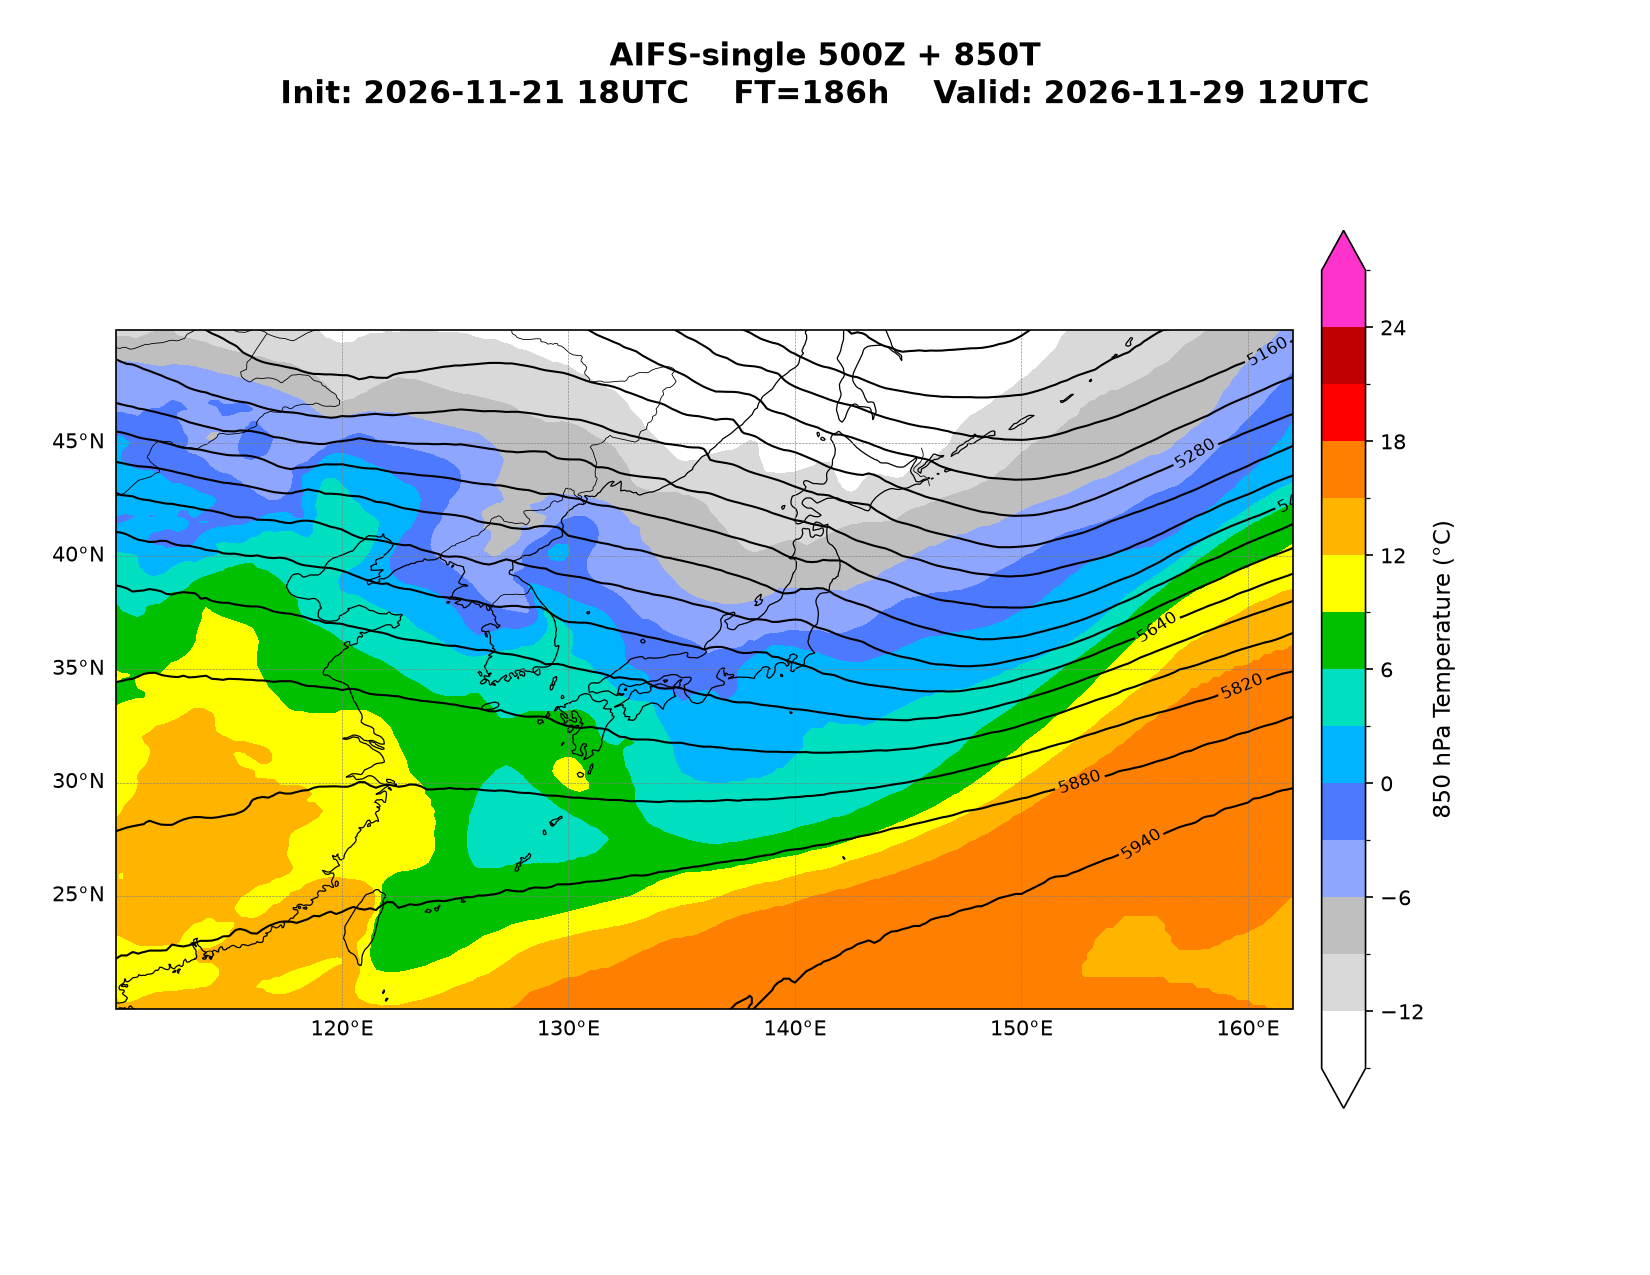 AIFS-single 500Z + 850T
Init: 2026-11-21 18UTC    FT=186h    Valid: 2026-11-29 12UTC
5160
5280
5640
5820
5880
5940
45°N
40°N
35°N
30°N
25°N
120°E
130°E
140°E
150°E
160°E
24
18
12
6
0
−6
−12
850 hPa Temperature (°C)